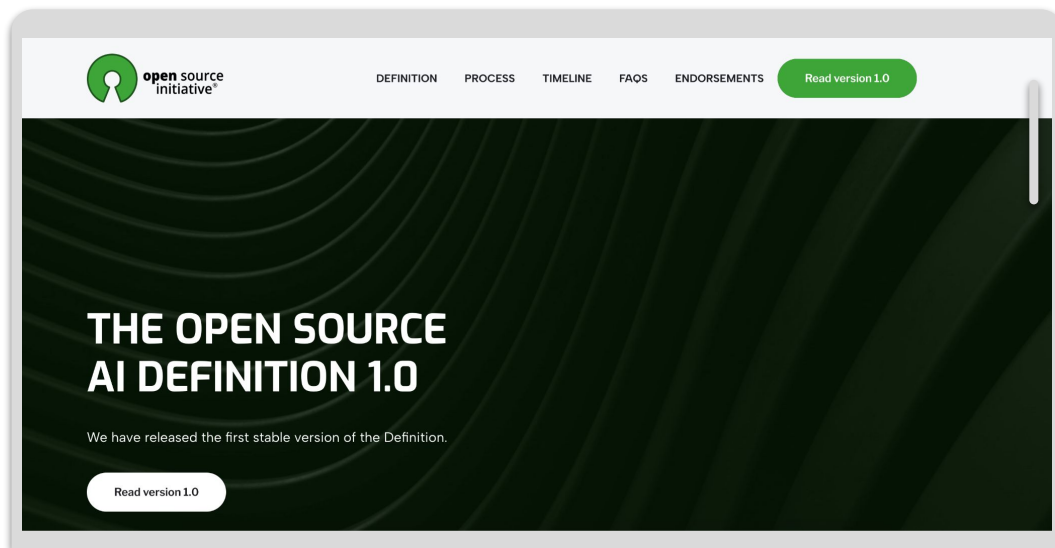 open source
initiative®
DEFINITION PROCESS TIMELINE FAQS ENDORSEMENTS Read version 1.0
THE OPEN SOURCE
AI DEFINITION 1.0
We have released the first stable version of the Definition.
Read version 1.0